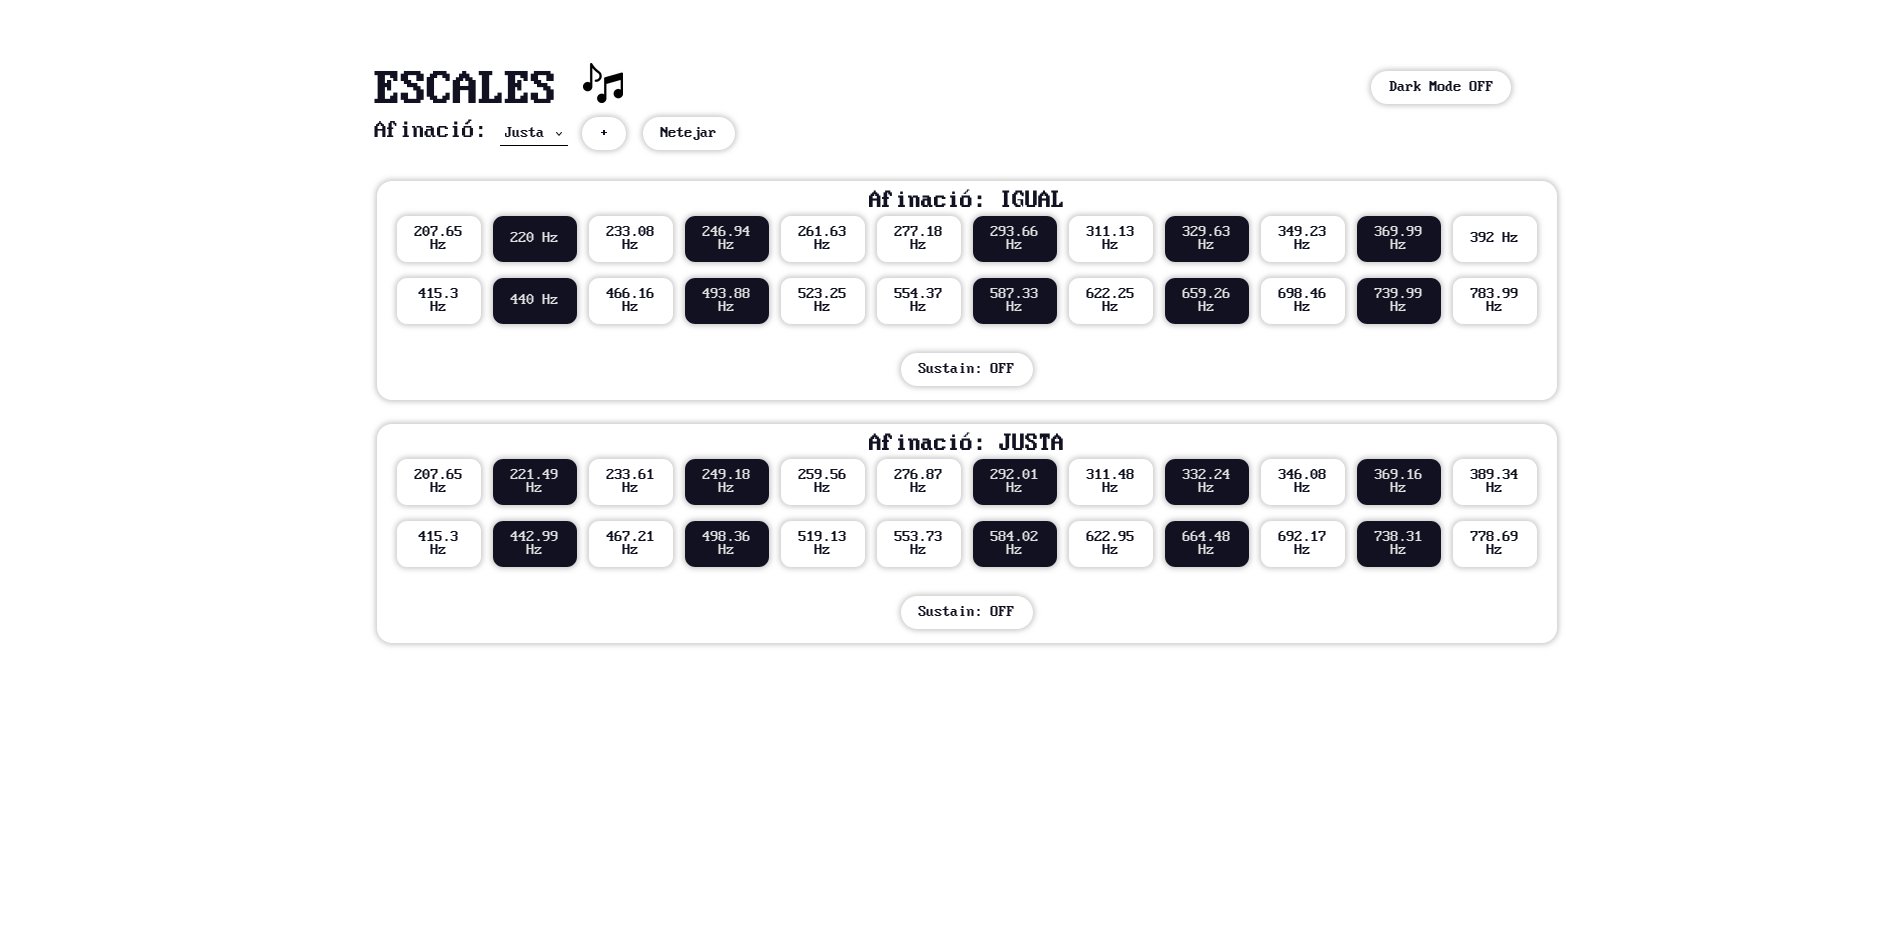 ESCALES
Dark Mode OFF
Afinació: Justa + Netejar
Afinació: IGUAL
207.65 Hz 220 Hz 233.08 Hz 246.94 Hz 261.63 Hz 277.18 Hz 293.66 Hz 311.13 Hz 329.63 Hz 349.23 Hz 369.99 Hz 392 Hz
415.3 Hz 440 Hz 466.16 Hz 493.88 Hz 523.25 Hz 554.37 Hz 587.33 Hz 622.25 Hz 659.26 Hz 698.46 Hz 739.99 Hz 783.99 Hz
Sustain: OFF
Afinació: JUSTA
207.65 Hz 221.49 Hz 233.61 Hz 249.18 Hz 259.56 Hz 276.87 Hz 292.01 Hz 311.48 Hz 332.24 Hz 346.08 Hz 369.16 Hz 389.34 Hz
415.3 Hz 442.99 Hz 467.21 Hz 498.36 Hz 519.13 Hz 553.73 Hz 584.02 Hz 622.95 Hz 664.48 Hz 692.17 Hz 738.31 Hz 778.69 Hz
Sustain: OFF